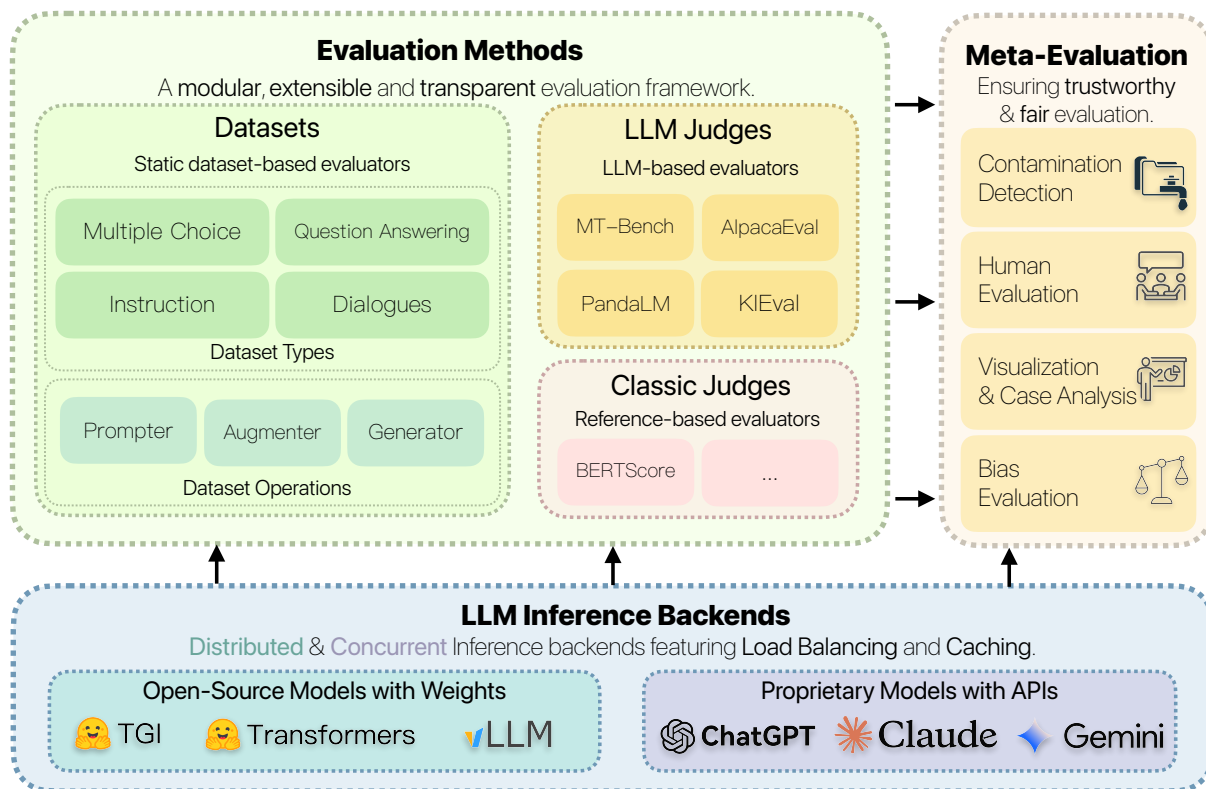 Evaluation Methods
A modular, extensible and transparent evaluation framework.
Datasets
Static dataset-based evaluators
Multiple Choice
Question Answering
Instruction
Dialogues
Dataset Types
Prompter
Augmenter
Generator
Dataset Operations
LLM Judges
LLM-based evaluators
MT-Bench
AlpacaEval
PandaLM
KIEval
Classic Judges
Reference-based evaluators
BERTScore
...
Meta-Evaluation
Ensuring trustworthy
& fair evaluation.
Contamination
Detection
Human
Evaluation
Visualization
& Case Analysis
Bias
Evaluation
LLM Inference Backends
Distributed & Concurrent Inference backends featuring Load Balancing and Caching.
Open-Source Models with Weights
TGI
Transformers
vLLM
Proprietary Models with APIs
ChatGPT
Claude
Gemini